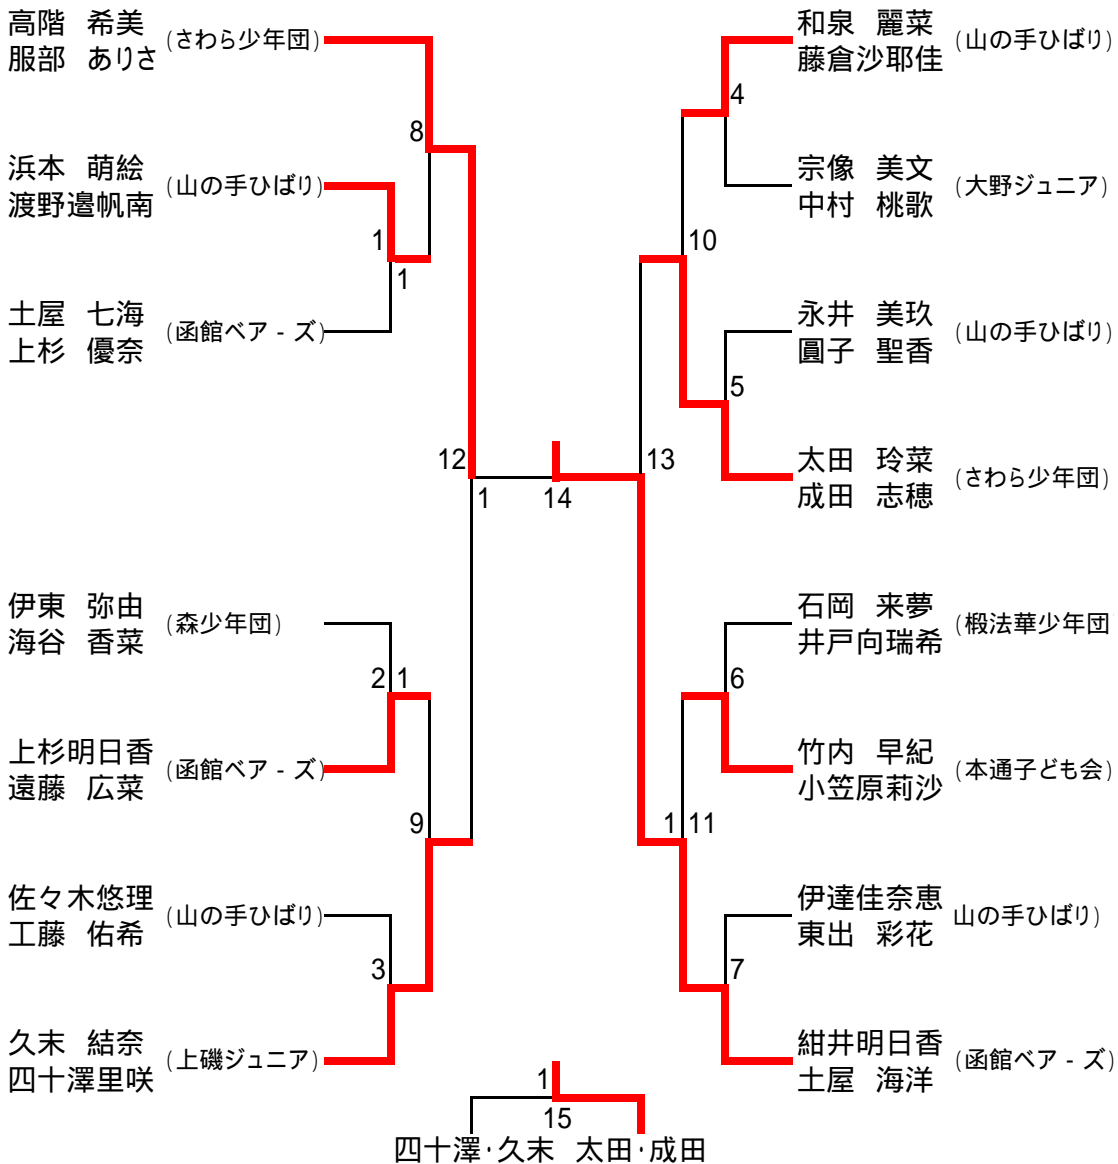 高階 希美
服部 ありさ
(さわら少年団)
8
浜本 萌絵
渡野邉帆南
(山の手ひばり)
1
1
土屋 七海
上杉 優奈
(函館ベア - ズ)
12
1
14
伊東 弥由
海谷 香菜
(森少年団)
2 1
上杉明日香
遠藤 広菜
(函館ベア - ズ)
9
佐々木悠理
工藤 佑希
(山の手ひばり)
3
久末 結奈
四十澤里咲
(上磯ジュニア)
和泉 麗菜
藤倉沙耶佳
(山の手ひばり)
4
宗像 美文
中村 桃歌
(大野ジュニア)
10
永井 美玖
圓子 聖香
(山の手ひばり)
5
13
太田 玲菜
成田 志穂
(さわら少年団)
石岡 来夢
井戸向瑞希
(椴法華少年団
6
竹内 早紀
小笠原莉沙
(本通子ども会)
1 11
伊達佳奈恵
東出 彩花
山の手ひばり)
7
紺井明日香
土屋 海洋
(函館ベア - ズ)
1
15
四十澤・久末 太田・成田